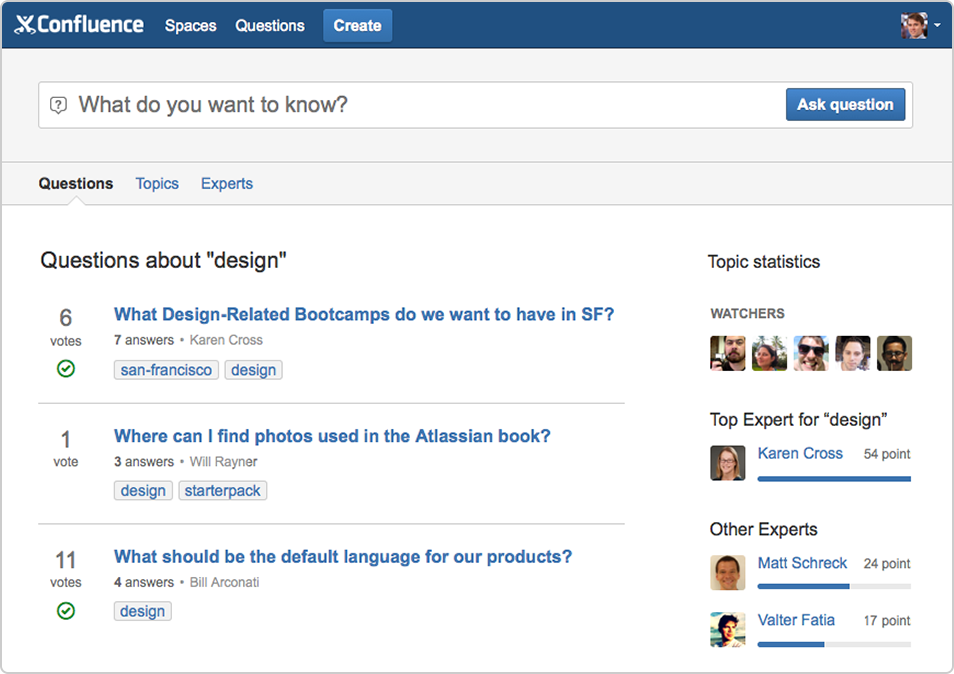 Confluence Spaces Questions Create
What do you want to know? Ask question
Questions Topics Experts
Questions about "design"
6 votes
What Design-Related Bootcamps do we want to have in SF?
7 answers • Karen Cross
san-francisco design
1 vote
Where can I find photos used in the Atlassian book?
3 answers • Will Rayner
design starterpack
11 votes
What should be the default language for our products?
4 answers • Bill Arconati
design
Topic statistics
WATCHERS
Top Expert for “design”
Karen Cross 54 point
Other Experts
Matt Schreck 24 point
Valter Fatia 17 point